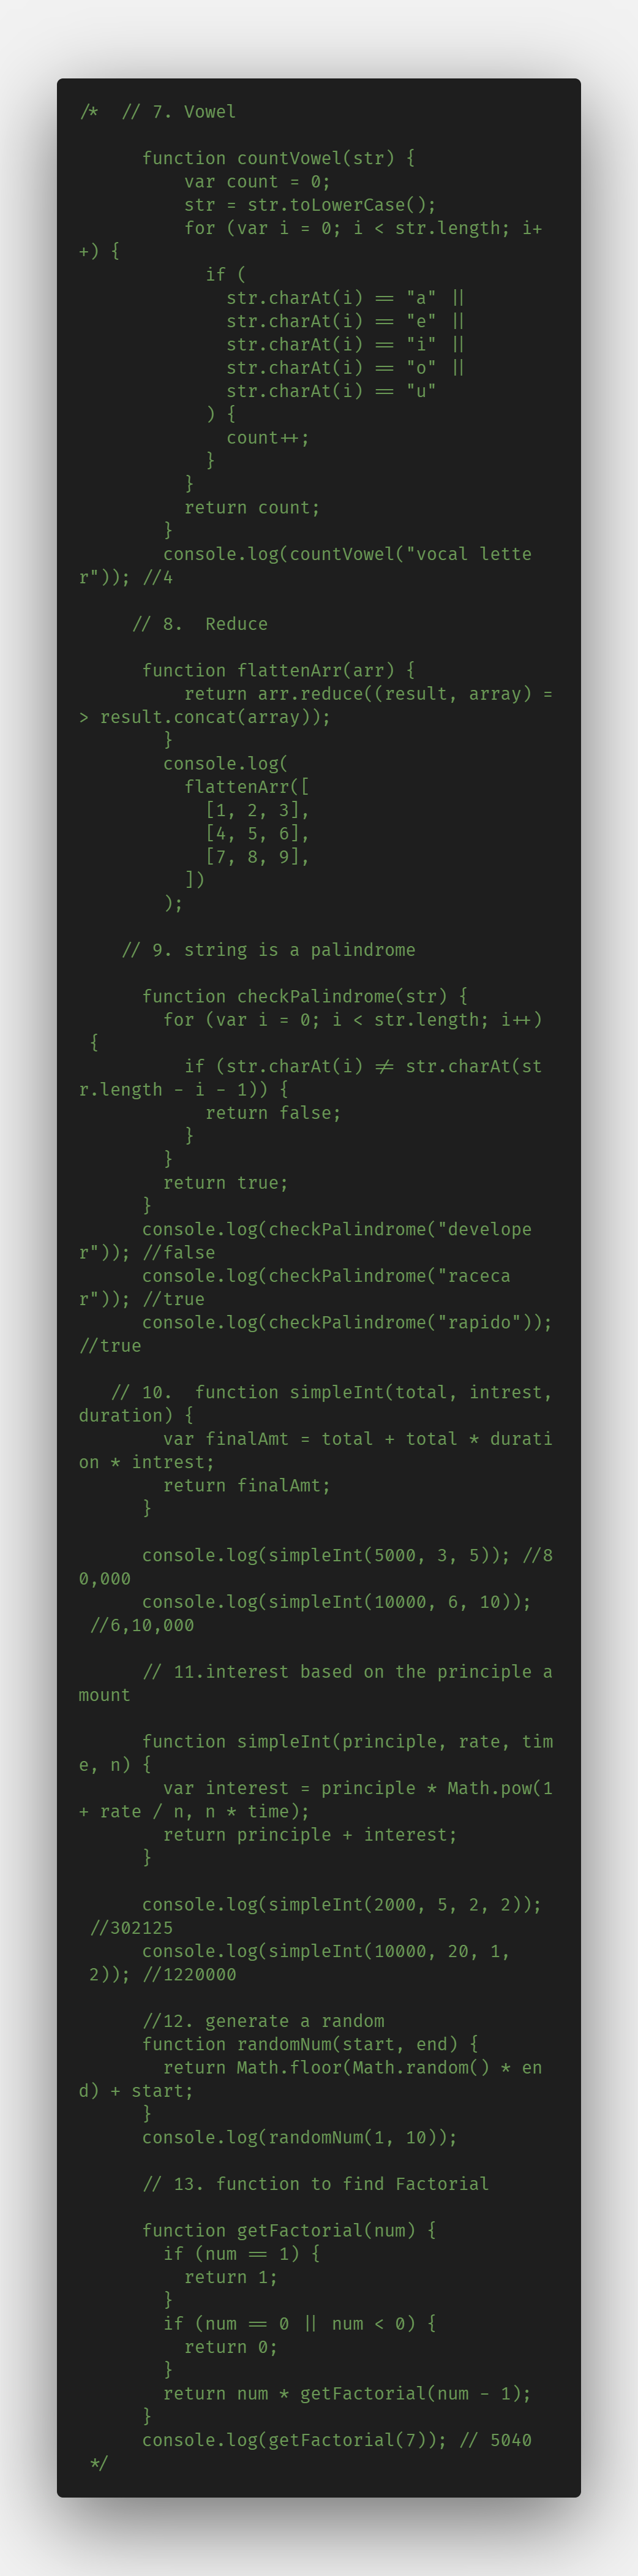 /*  // 7. Vowel
function countVowel(str) {
var count = 0;
str = str.toLowerCase();
for (var i = 0; i < str.length; i+
+) {
if (
str.charAt(i) == "a" ||
str.charAt(i) == "e" ||
str.charAt(i) == "i" ||
str.charAt(i) == "o" ||
str.charAt(i) == "u"
) {
count++;
}
}
return count;
}
console.log(countVowel("vocal lette
r")); //4
// 8.  Reduce
function flattenArr(arr) {
return arr.reduce((result, array) =
> result.concat(array));
}
console.log(
flattenArr([
[1, 2, 3],
[4, 5, 6],
[7, 8, 9],
])
);
// 9. string is a palindrome
function checkPalindrome(str) {
for (var i = 0; i < str.length; i++)
{
if (str.charAt(i) != str.charAt(st
r.length - i - 1)) {
return false;
}
}
return true;
}
console.log(checkPalindrome("develope
r")); //false
console.log(checkPalindrome("raceca
r")); //true
console.log(checkPalindrome("rapido"));
//true
// 10.  function simpleInt(total, intrest,
duration) {
var finalAmt = total + total * durati
on * intrest;
return finalAmt;
}
console.log(simpleInt(5000, 3, 5)); //8
0,000
console.log(simpleInt(10000, 6, 10));
//6,10,000
// 11.interest based on the principle a
mount
function simpleInt(principle, rate, tim
e, n) {
var interest = principle * Math.pow(1
+ rate / n, n * time);
return principle + interest;
}
console.log(simpleInt(2000, 5, 2, 2));
//302125
console.log(simpleInt(10000, 20, 1,
2)); //1220000
//12. generate a random
function randomNum(start, end) {
return Math.floor(Math.random() * en
d) + start;
}
console.log(randomNum(1, 10));
// 13. function to find Factorial
function getFactorial(num) {
if (num == 1) {
return 1;
}
if (num == 0 || num < 0) {
return 0;
}
return num * getFactorial(num - 1);
}
console.log(getFactorial(7)); // 5040
*/